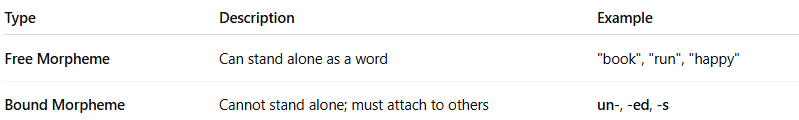 Type Description Example
Free Morpheme Can stand alone as a word "book", "run", "happy"
Bound Morpheme Cannot stand alone; must attach to others un-, -ed, -s